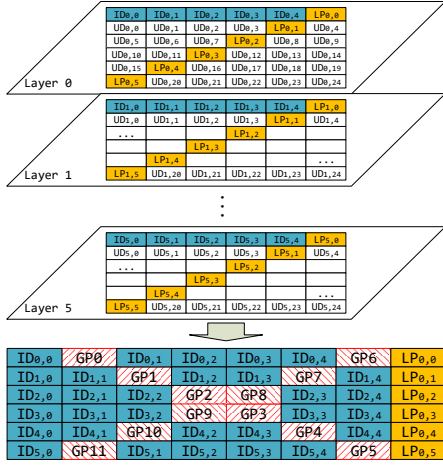 ID0,0 ID0,1 ID0,2 ID0,3 ID0,4 LP0,0
UD0,0 UD0,1 UD0,2 UD0,3 LP0,1 UD0,4
UD0,5 UD0,6 UD0,7 LP0,2 UD0,8 UD0,9
UD0,10 UD0,11 LP0,3 UD0,12 UD0,13 UD0,14
UD0,15 LP0,4 UD0,16 UD0,17 UD0,18 UD0,19
LP0,5 UD0,20 UD0,21 UD0,22 UD0,23 UD0,24
Layer 0
ID1,0 ID1,1 ID1,2 ID1,3 ID1,4 LP1,0
UD1,0 UD1,1 UD1,2 UD1,3 LP1,1 UD1,4
... LP1,2
LP1,3
LP1,4 ...
LP1,5 UD1,20 UD1,21 UD1,22 UD1,23 UD1,24
Layer 1
ID5,0 ID5,1 ID5,2 ID5,3 ID5,4 LP5,0
UD5,0 UD5,1 UD5,2 UD5,3 LP5,1 UD5,4
... LP5,2
LP5,3
LP5,4 ...
LP5,5 UD5,20 UD5,21 UD5,22 UD5,23 UD5,24
Layer 5
ID0,0 GP0 ID0,1 ID0,2 ID0,3 ID0,4 GP6 LP0,0
ID1,0 ID1,1 GP1 ID1,2 ID1,3 GP7 ID1,4 LP0,1
ID2,0 ID2,1 ID2,2 GP2 GP8 ID2,3 ID2,4 LP0,2
ID3,0 ID3,1 ID3,2 GP9 GP3 ID3,3 ID3,4 LP0,3
ID4,0 ID4,1 GP10 ID4,2 ID4,3 GP4 ID4,4 LP0,4
ID5,0 GP11 ID5,1 ID5,2 ID5,3 ID5,4 GP5 LP0,5